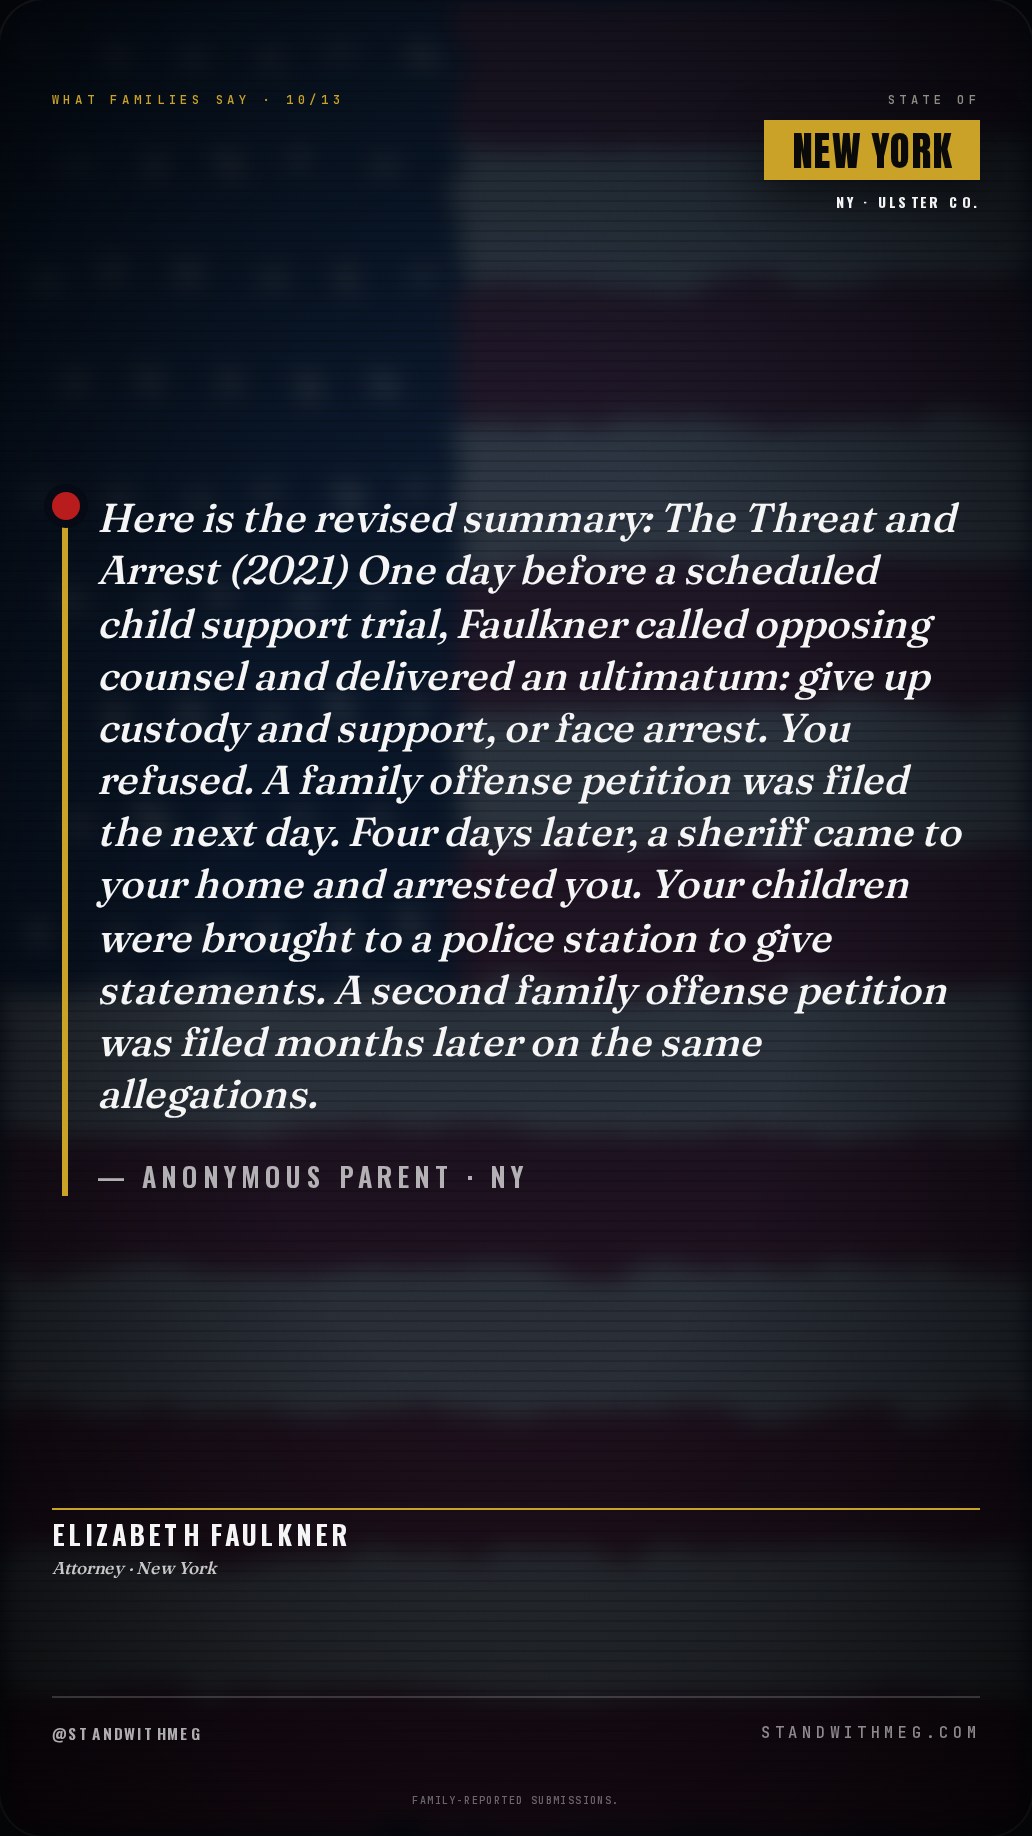 WHAT FAMILIES SAY · 10/13
STATE OF
NEW YORK
NY · ULSTER CO.
Here is the revised summary: The Threat and
Arrest (2021) One day before a scheduled
child support trial, Faulkner called opposing
counsel and delivered an ultimatum: give up
custody and support, or face arrest. You
refused. A family offense petition was filed
the next day. Four days later, a sheriff came to
your home and arrested you. Your children
were brought to a police station to give
statements. A second family offense petition
was filed months later on the same
allegations.
— ANONYMOUS PARENT · NY
ELIZABETH FAULKNER
Attorney · New York
@STANDWITHMEG
STANDWITHMEG.COM
FAMILY-REPORTED SUBMISSIONS.